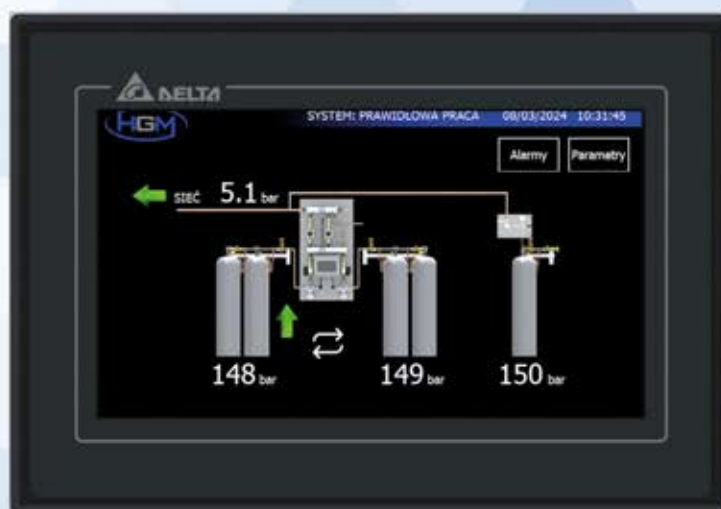 DELTA
HGM
SYSTEM: PRAWIDŁOWA PRACA 08/03/2024 10:31:45
Alarmy Parametry
SIEĆ 5.1 bar
148 bar 149 bar 150 bar